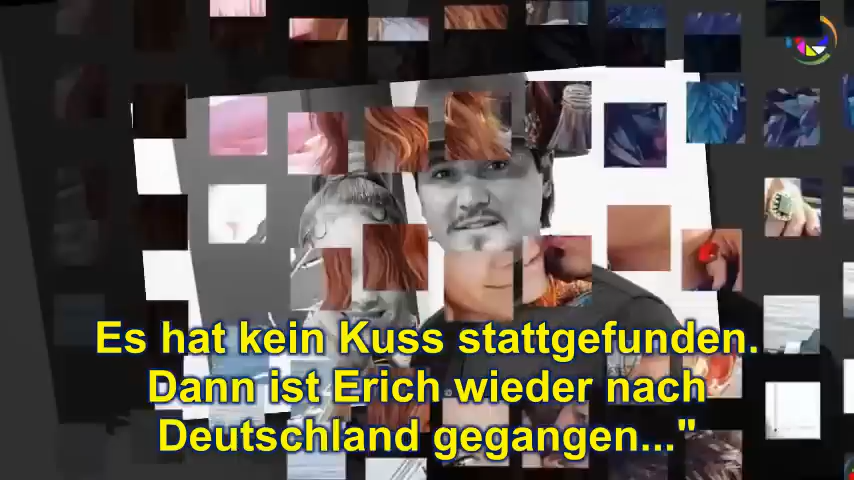 Es hat kein Kuss stattgefunden.
Dann ist Erich wieder nach
Deutschland gegangen..."